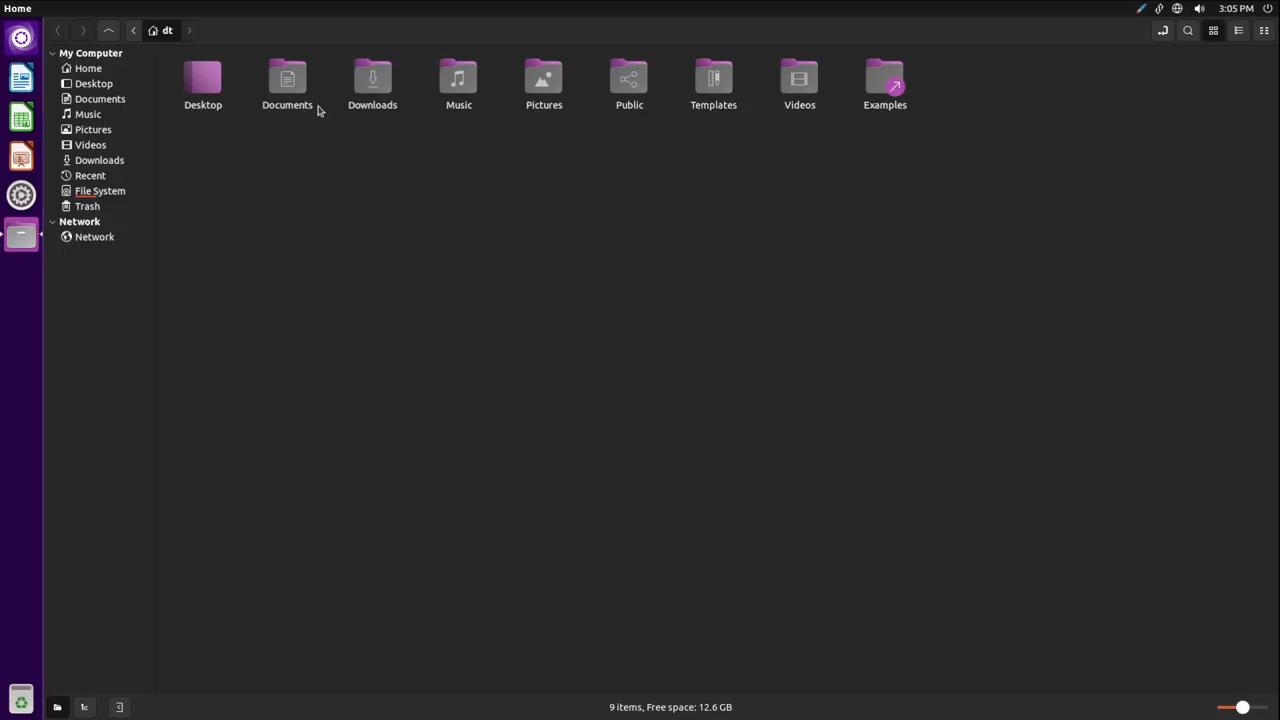 Home
3:05 PM
dt
My Computer
Home
Desktop
Documents
Music
Pictures
Videos
Downloads
Recent
File System
Trash
Network
Network
Desktop
Documents
Downloads
Music
Pictures
Public
Templates
Videos
Examples
9 items, Free space: 12.6 GB